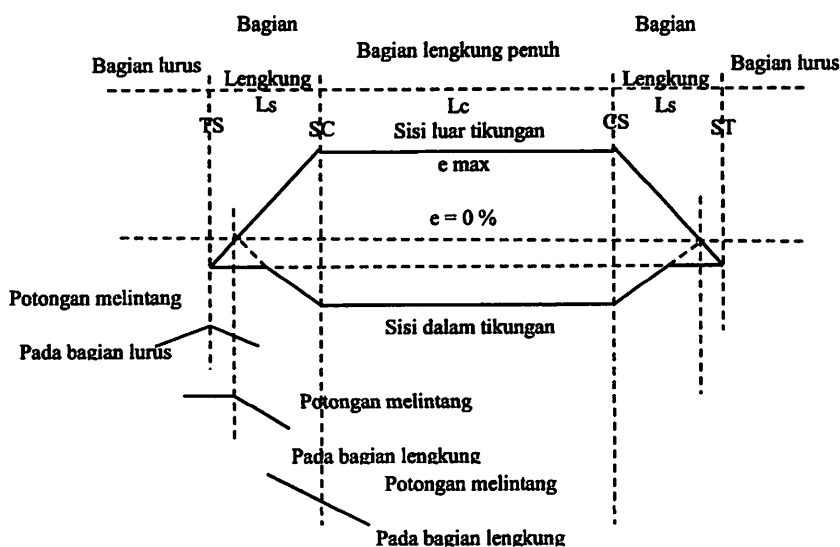 Bagian
Bagian
Bagian lurus
Bagian lengkung penuh
Bagian lurus
Lengkung
Lengkung
Ls
Lc
Ls
TS
SC
Sisi luar tikungan
CS
ST
e max
e = 0 %
Potongan melintang
Sisi dalam tikungan
Pada bagian lurus
Potongan melintang
Pada bagian lengkung
Potongan melintang
Pada bagian lengkung